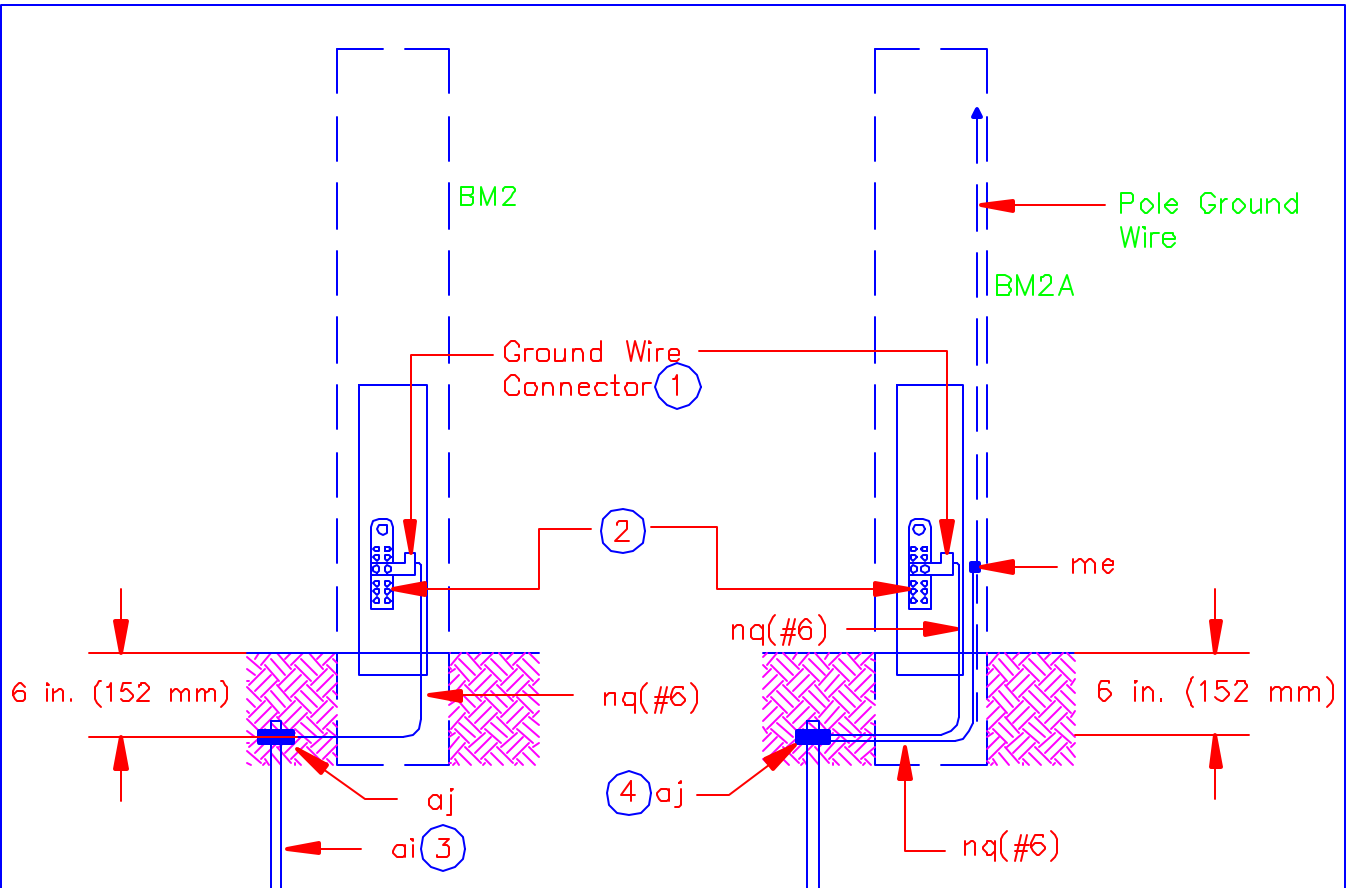 BM2
Pole Ground
Wire
BM2A
Ground Wire
Connector 1
2
me
nq(#6)
6 in. (152 mm)
nq(#6)
6 in. (152 mm)
aj
4 aj
ai 3
nq(#6)